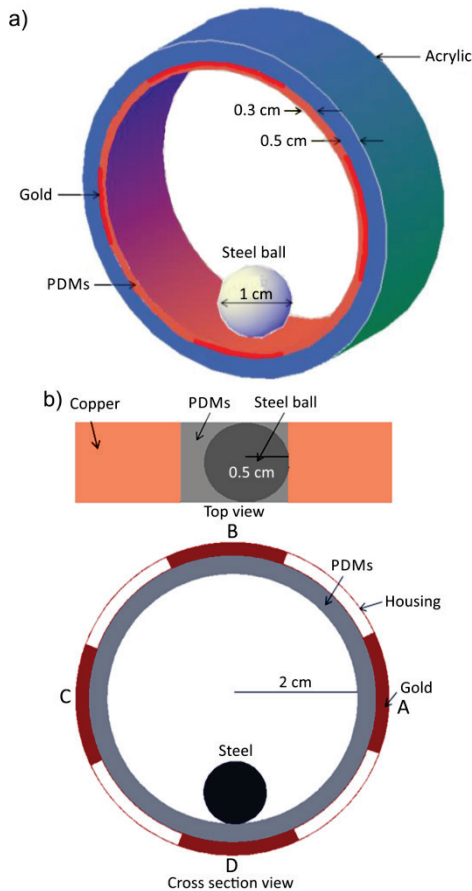 a)
Acrylic
0.3 cm
0.5 cm
Gold
Steel ball
PDMs
1 cm
b)
Copper
PDMs
Steel ball
0.5 cm
Top view
B
PDMs
Housing
2 cm
C
Gold
A
Steel
D
Cross section view